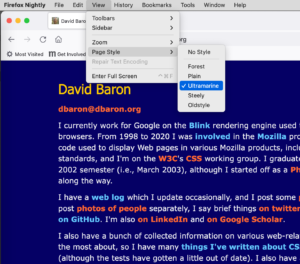 Firefox Nightly File Edit View History Bookmarks Tools Window Help
David Baron
Toolbars
Sidebar
Zoom
Page Style
Repair Text Encoding
Enter Full Screen ^⌘F
No Style
Forest
Plain
✓ Ultramarine
Steely
Oldstyle
org
Most Visited Get Involved
David Baron
dbaron@dbaron.org
I currently work for Google on the Blink rendering engine used
browsers. From 1998 to 2020 I was involved in the Mozilla pro
code used to display Web pages in various Mozilla products, incl
standards, and I'm on the W3C's CSS working group. I graduat
2002 semester (i.e., March 2003), although I started off as a Ph
along the way.
I have a web log which I update occasionally, and I post some p
post photos of people separately, I say brief things on twitter
on GitHub. I'm also on LinkedIn and on Google Scholar.
I also have a bunch of collected information on various web-rela
the most about, so I have many things I've written about CS
(although the tests have gotten a little out of date). I also have